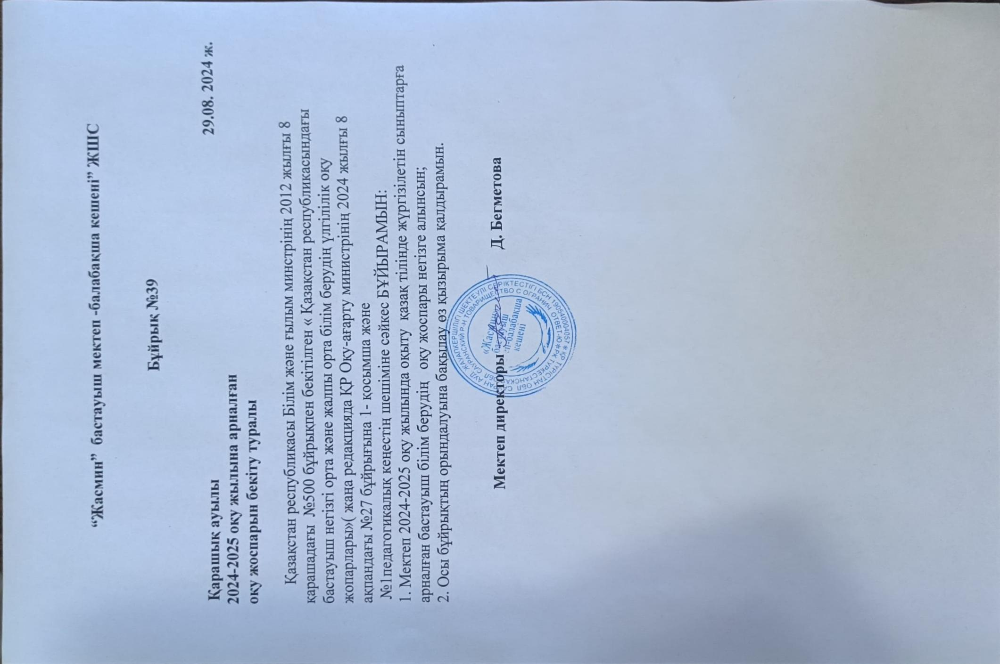 “Жасмин” бастауыш мектеп -балабақша кешені” ЖШС
Бұйрық №39
Қарашық ауылы 29.08. 2024 ж.
2024-2025 оқу жылына арналған
оқу жоспарын бекіту туралы
Қазақстан республикасы Білім және ғылым минстрінің 2012 жылғы 8
қарашадағы №500 бұйрықпен бекітілген « Қазақстан республикасындағы
бастауыш негізгі орта және жалпы орта білім берудің үлгілілік оқу
жопарлары»( жаңа редакцияда ҚР Оқу-ағарту министрінің 2024 жылғы 8
ақпандағы №27 бұйрығына 1- қосымша және
№1педагогикалық кеңестің шешіміне сәйкес БҰЙЫРАМЫН:
1. Мектеп 2024-2025 оқу жылында оқыту қазақ тілінде жүргізілетін сыныптарға
арналған бастауыш білім берудің оқу жоспары негізге алынсын;
2. Осы бұйрықтың орындалуына бақылау өз қызырыма қалдырамын.
Мектеп директоры Д. Бегметова
ҚР ТҮРІСТАН ОБЛ САУРАН АУД. ЖАУАПКЕРШІЛІГІ ШЕКТЕУЛІ СЕРІКТЕСТІГІ БСН 190540004057
РК ТУРКЕСТАНСКАЯ ОБЛ САУРАНСКИЙ Р-Н ТОВАРИЩЕСТВО С ОГРАНИЧ. ОТВЕТ-Ю
«Жасмин»
бастауыш
балабақша
кешені